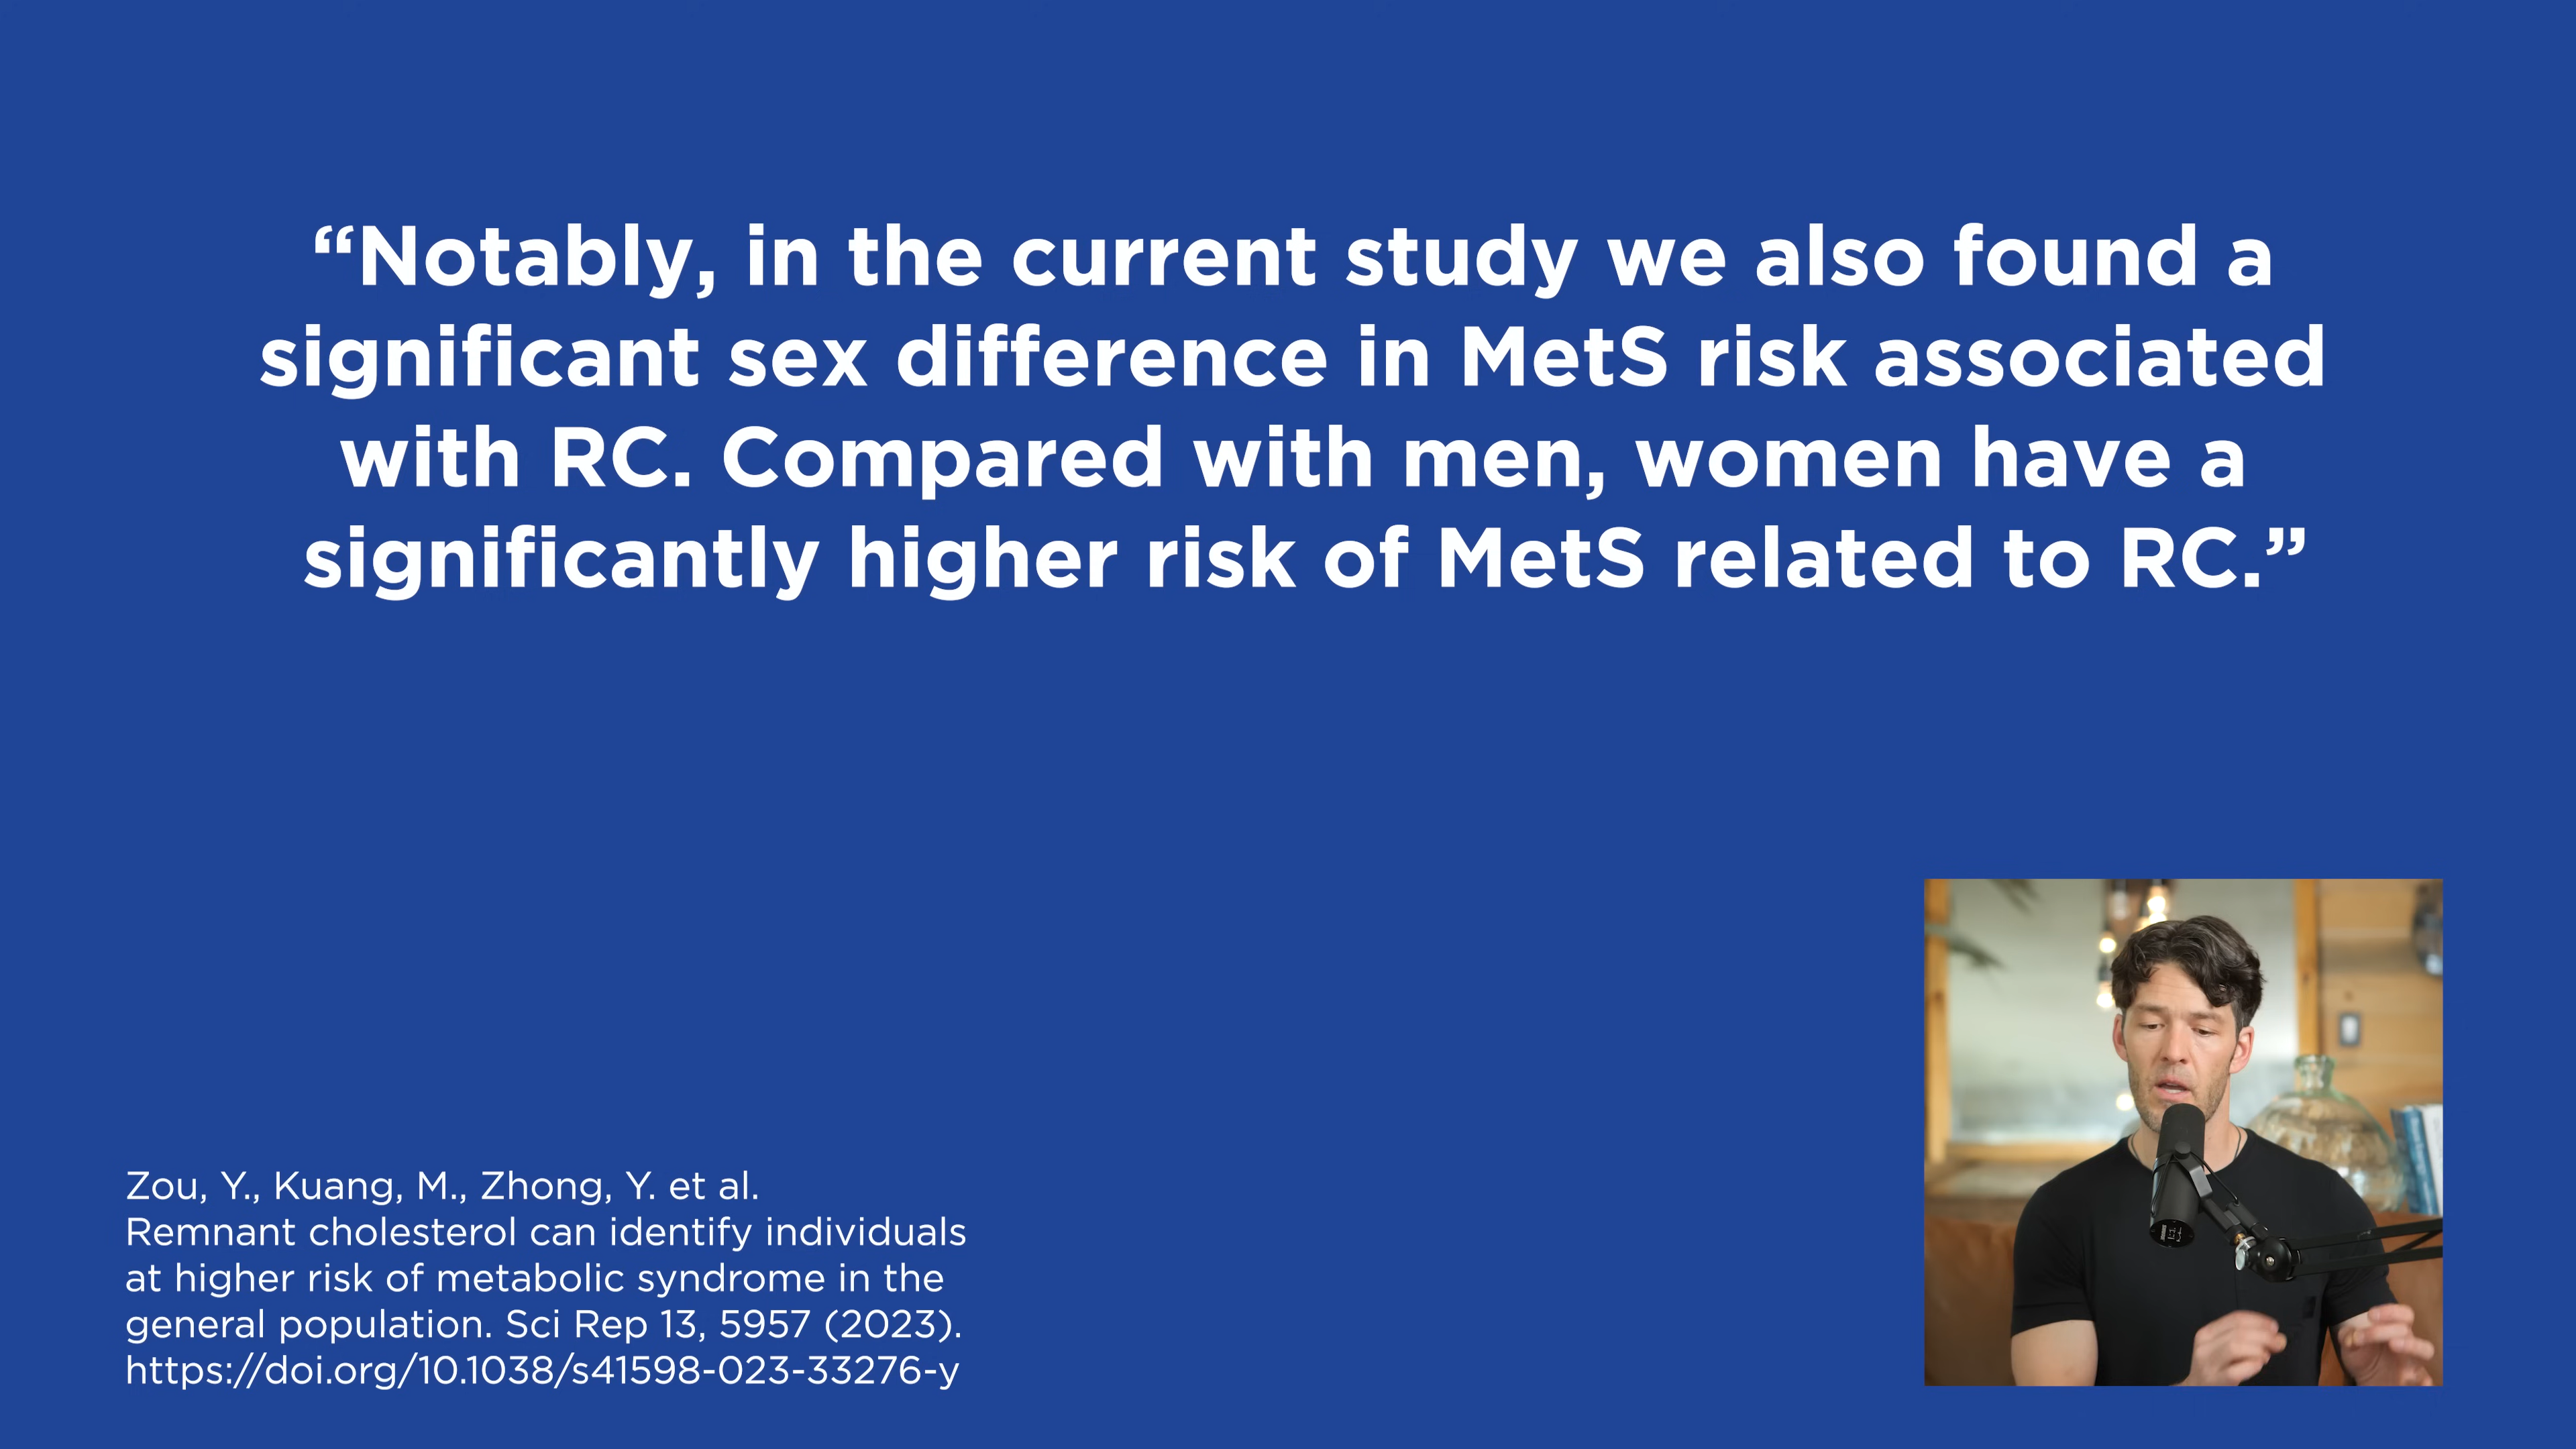 “Notably, in the current study we also found a
significant sex difference in MetS risk associated
with RC. Compared with men, women have a
significantly higher risk of MetS related to RC.”
Zou, Y., Kuang, M., Zhong, Y. et al.
Remnant cholesterol can identify individuals
at higher risk of metabolic syndrome in the
general population. Sci Rep 13, 5957 (2023).
https://doi.org/10.1038/s41598-023-33276-y